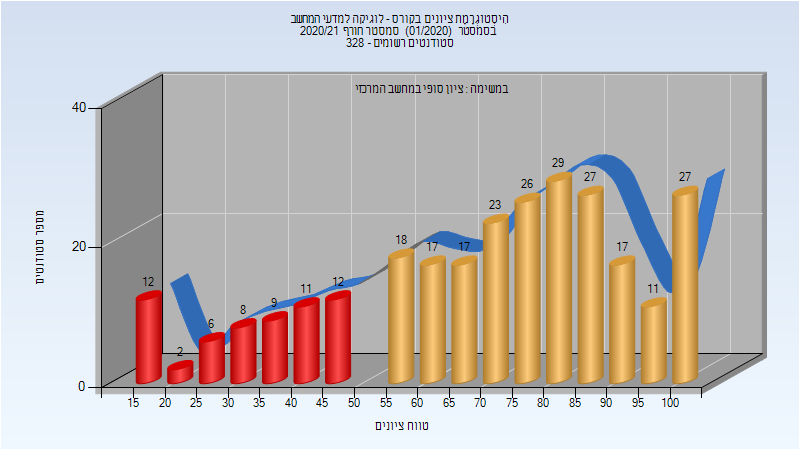 היסטוגרמת ציונים בקורס - לוגיקה למדעי המחשב
בסמסטר (01/2020) סמסטר חורף 2020/21
סטודנטים רשומים - 328
במשימה : ציון סופי במחשב המרכזי
מספר סטודנטים
40
20
0
12
2
6
8
9
11
12
18
17
17
23
26
29
27
17
11
27
15 20 25 30 35 40 45 50 55 60 65 70 75 80 85 90 95 100
טווח ציונים